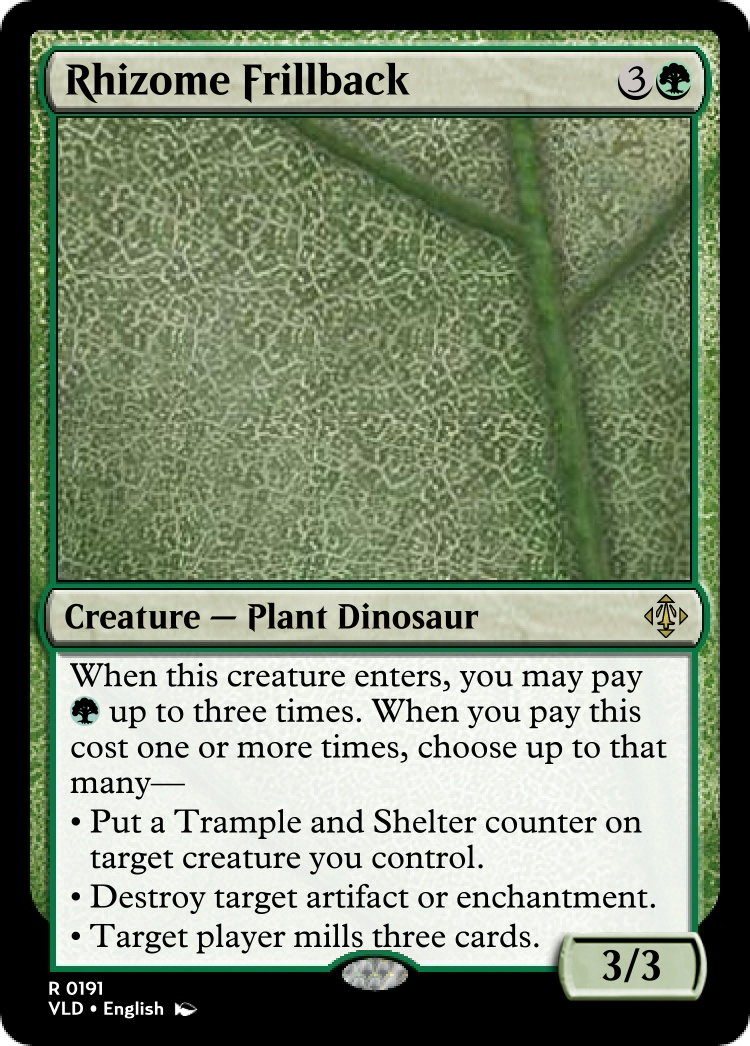 Rhizome Frillback
3
Creature — Plant Dinosaur
When this creature enters, you may pay
up to three times. When you pay this
cost one or more times, choose up to that
many—
• Put a Trample and Shelter counter on
target creature you control.
• Destroy target artifact or enchantment.
• Target player mills three cards.
3/3
R 0191
VLD • English